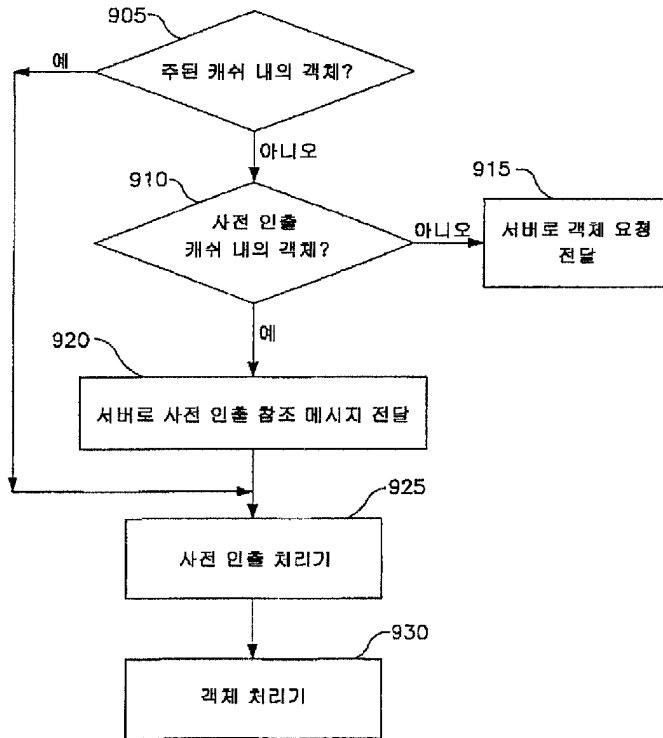 905
예
주된 캐쉬 내의 객체?
아니오
910
915
사전 인출
캐쉬 내의 객체?
아니오
서버로 객체 요청
전달
예
920
서버로 사전 인출 참조 메시지 전달
925
사전 인출 처리기
930
객체 처리기